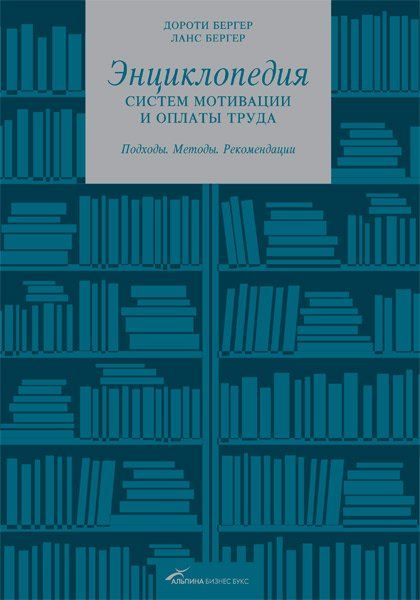 ДОРОТИ БЕРГЕР
ЛАНС БЕРГЕР
Энциклопедия
СИСТЕМ МОТИВАЦИИ
И ОПЛАТЫ ТРУДА
Подходы. Методы. Рекомендации
АЛЬПИНА БИЗНЕС БУКС